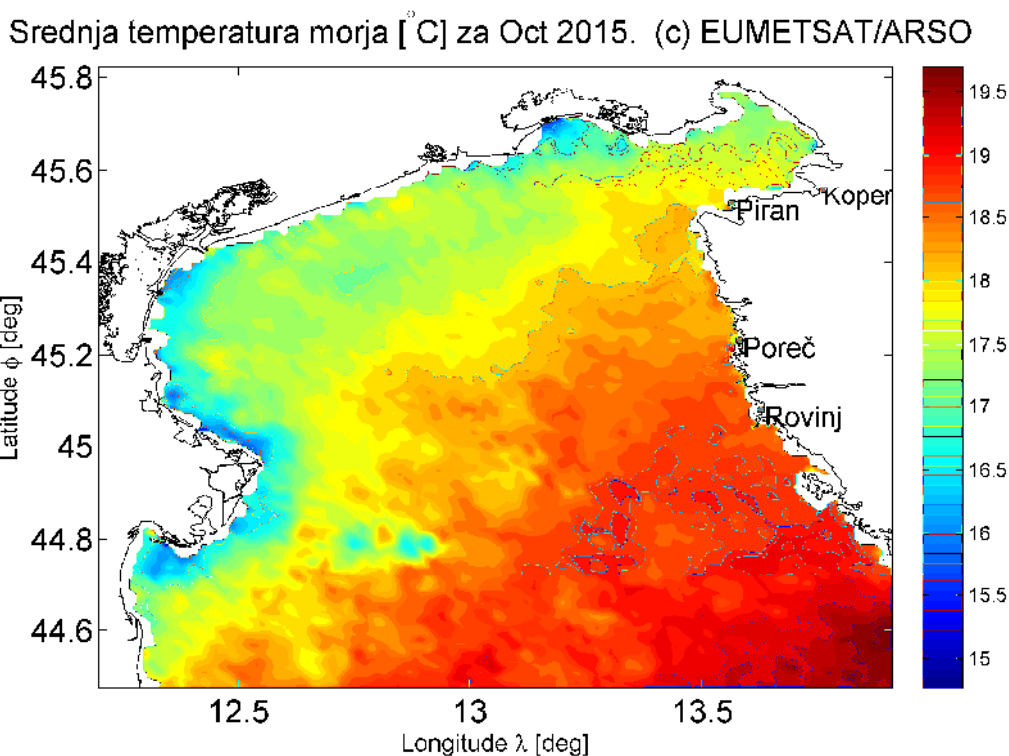 Srednja temperatura morja [°C] za Oct 2015. (c) EUMETSAT/ARSO
45.8
45.6
45.4
45.2
45
44.8
44.6
Latitude ϕ [deg]
Koper
Piran
Poreč
Rovinj
12.5
13
13.5
Longitude λ [deg]
19.5
19
18.5
18
17.5
17
16.5
16
15.5
15